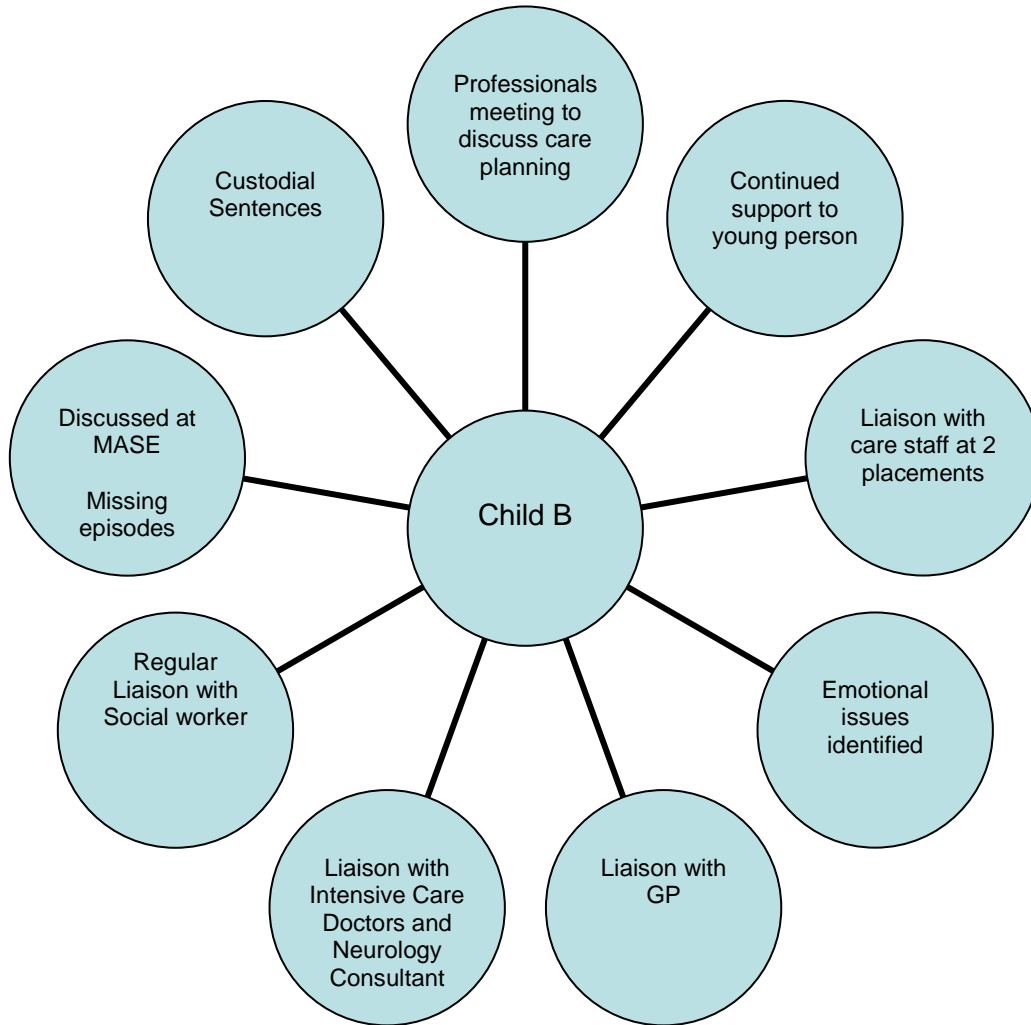 Professionals
meeting to
discuss care
planning
Continued
support to
young person
Liaison with
care staff at 2
placements
Emotional
issues
identified
Liaison with
GP
Liaison with
Intensive Care
Doctors and
Neurology
Consultant
Regular
Liaison with
Social worker
Discussed at
MASE
Missing
episodes
Custodial
Sentences
Child B